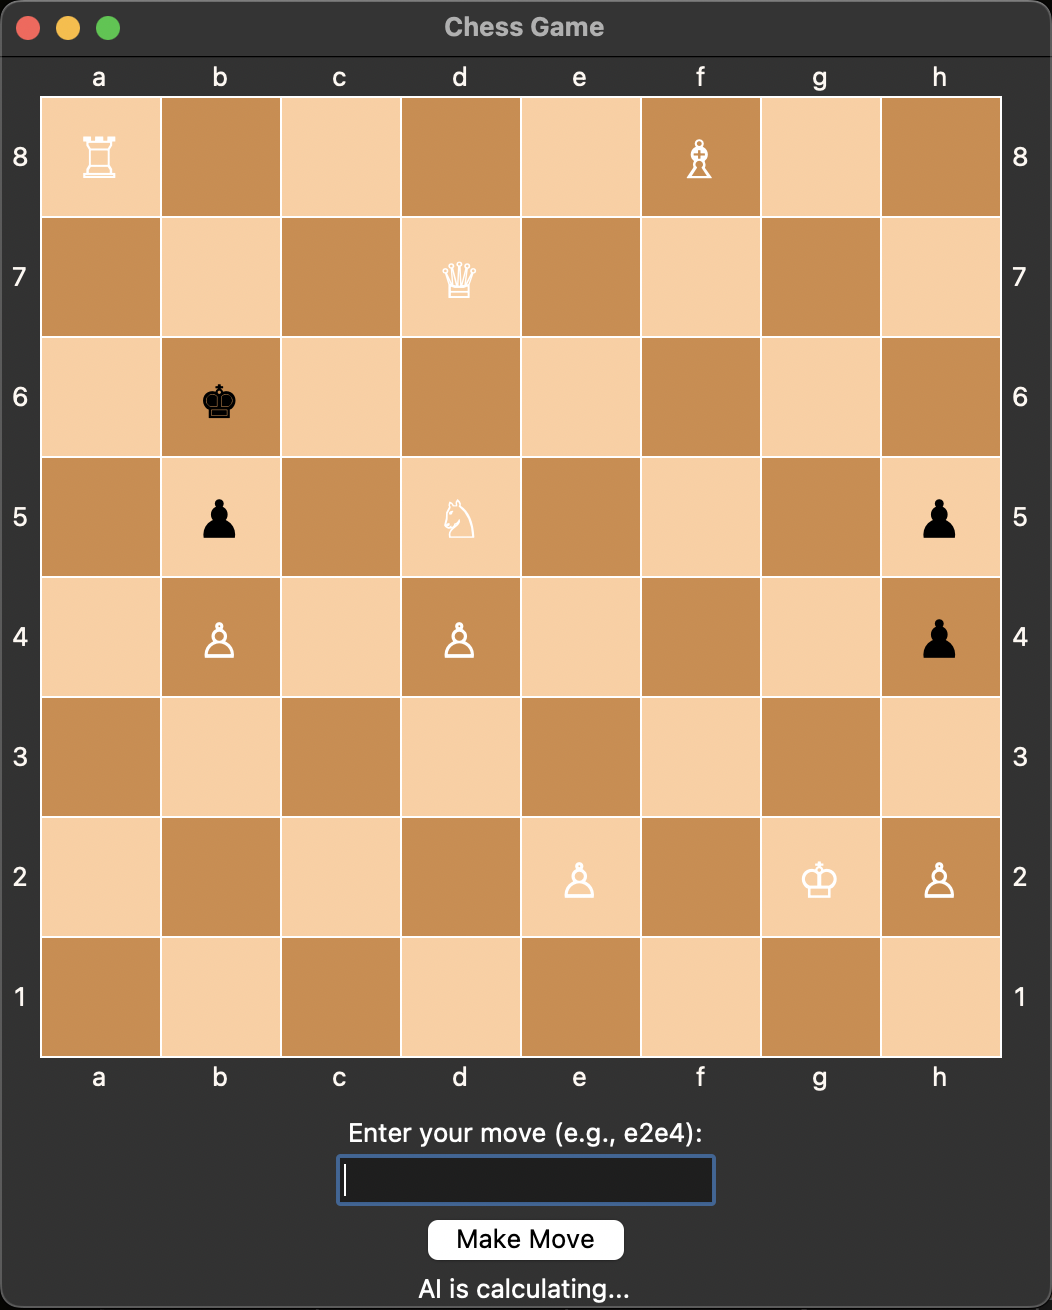 Chess Game
a b c d e f g h
8 8
7 7
6 6
5 5
4 4
3 3
2 2
1 1
a b c d e f g h
Enter your move (e.g., e2e4):
Make Move
AI is calculating...